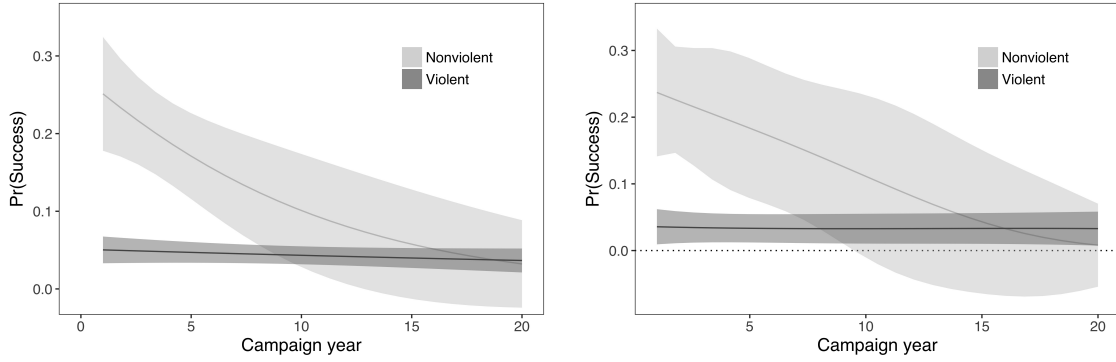 0.3
0.2
0.1
0.0
Pr(Success)
Nonviolent
Violent
0
5
10
15
20
Campaign year
0.3
0.2
0.1
0.0
Pr(Success)
Nonviolent
Violent
5
10
15
20
Campaign year